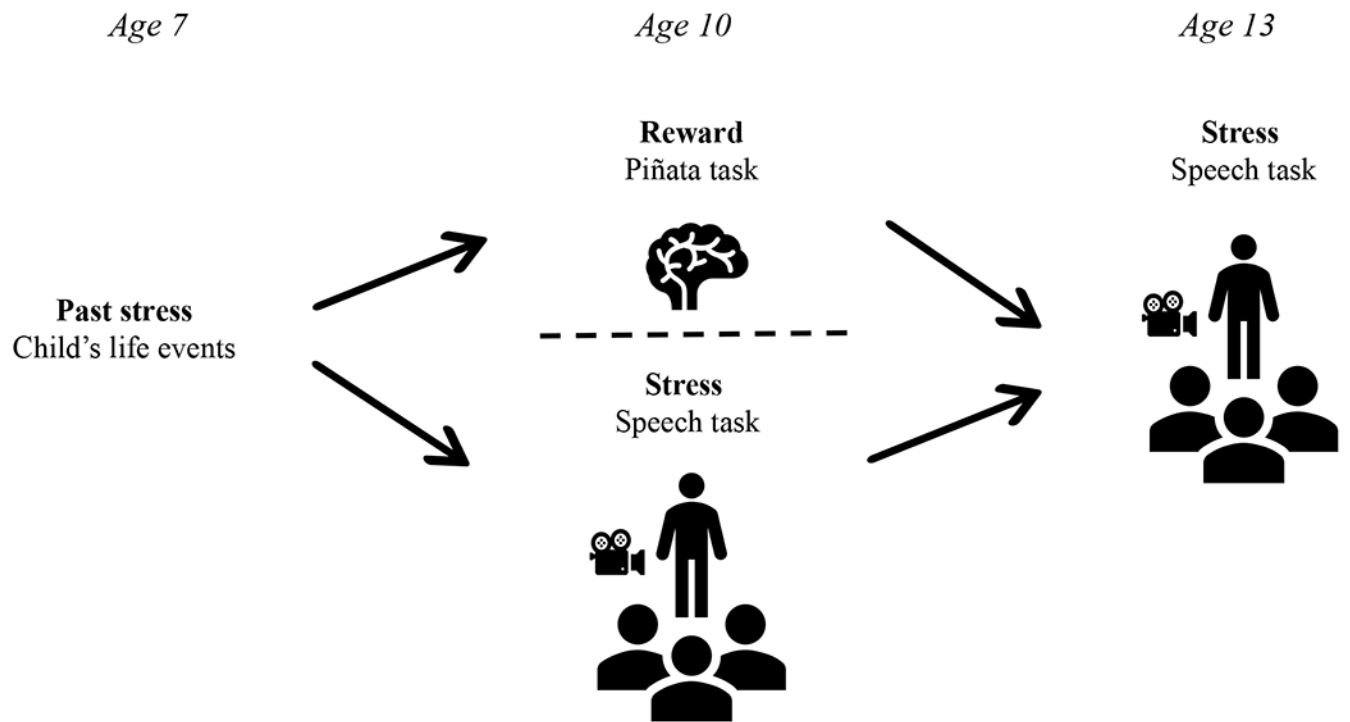 Age 7
Age 10
Age 13
Reward
Piñata task
Stress
Speech task
Past stress
Child's life events
Stress
Speech task